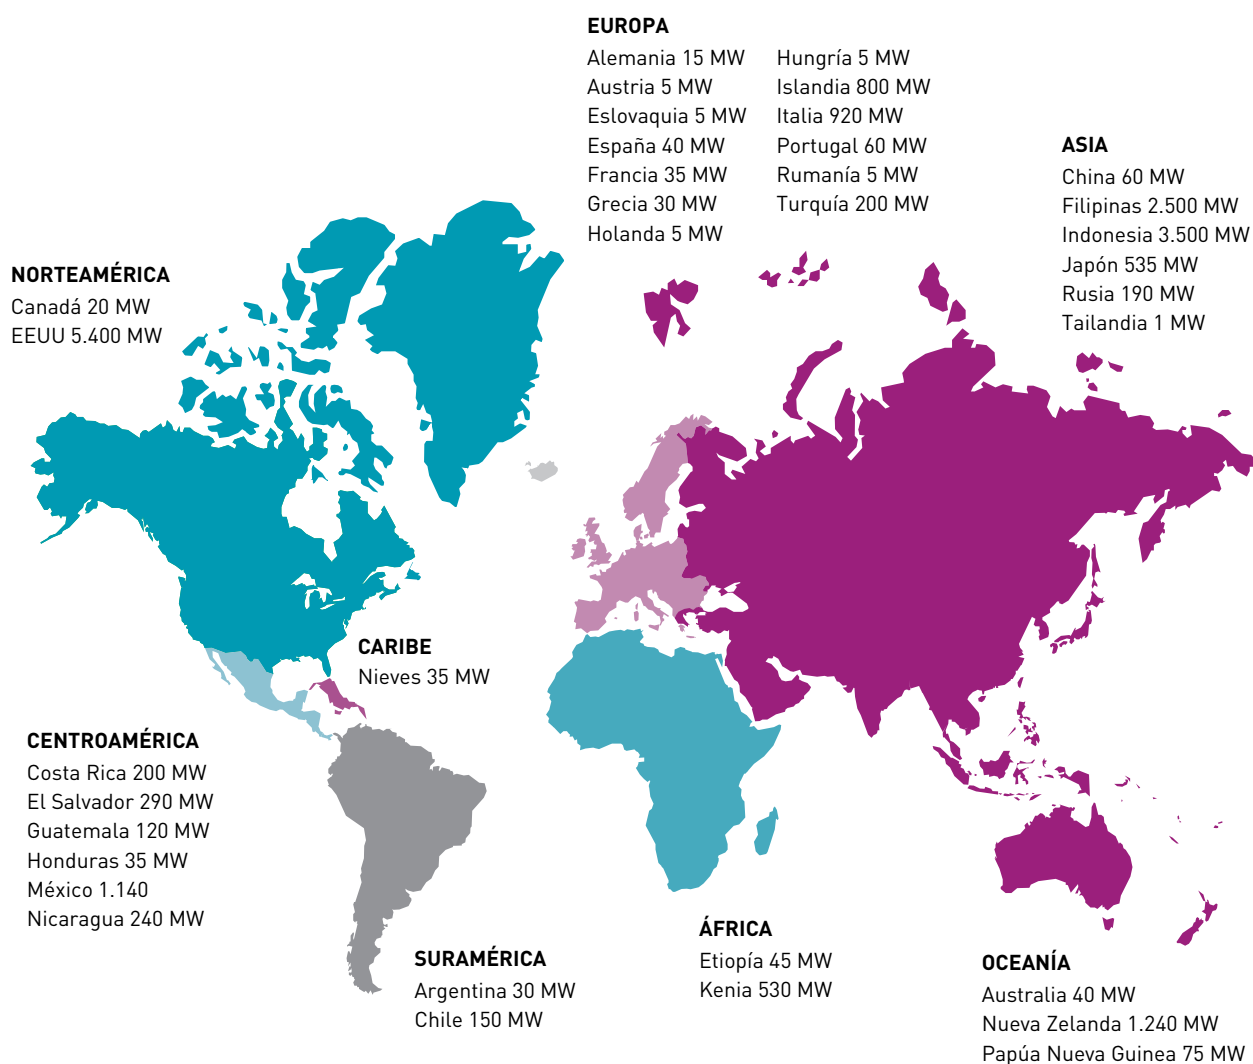 EUROPA
Alemania 15 MW
Austria 5 MW
Eslovaquia 5 MW
España 40 MW
Francia 35 MW
Grecia 30 MW
Holanda 5 MW
Hungría 5 MW
Islandia 800 MW
Italia 920 MW
Portugal 60 MW
Rumanía 5 MW
Turquía 200 MW
ASIA
China 60 MW
Filipinas 2.500 MW
Indonesia 3.500 MW
Japón 535 MW
Rusia 190 MW
Tailandia 1 MW
NORTEAMÉRICA
Canadá 20 MW
EEUU 5.400 MW
CARIBE
Nieves 35 MW
CENTROAMÉRICA
Costa Rica 200 MW
El Salvador 290 MW
Guatemala 120 MW
Honduras 35 MW
México 1.140
Nicaragua 240 MW
SURAMÉRICA
Argentina 30 MW
Chile 150 MW
ÁFRICA
Etiopía 45 MW
Kenia 530 MW
OCEANÍA
Australia 40 MW
Nueva Zelanda 1.240 MW
Papúa Nueva Guinea 75 MW